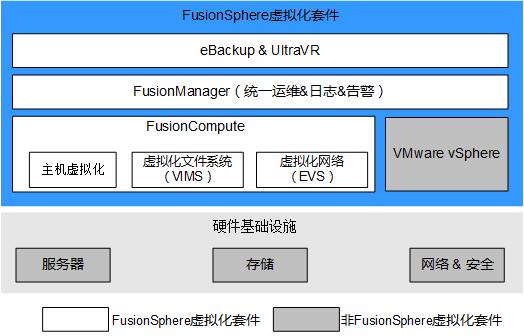 FusionSphere虚拟化套件
eBackup & UltraVR
FusionManager（统一运维&日志&告警）
FusionCompute
主机虚拟化
虚拟化文件系统
（VIMS）
虚拟化网络
（EVS）
VMware vSphere
硬件基础设施
服务器
存储
网络 & 安全
FusionSphere虚拟化套件
非FusionSphere虚拟化套件